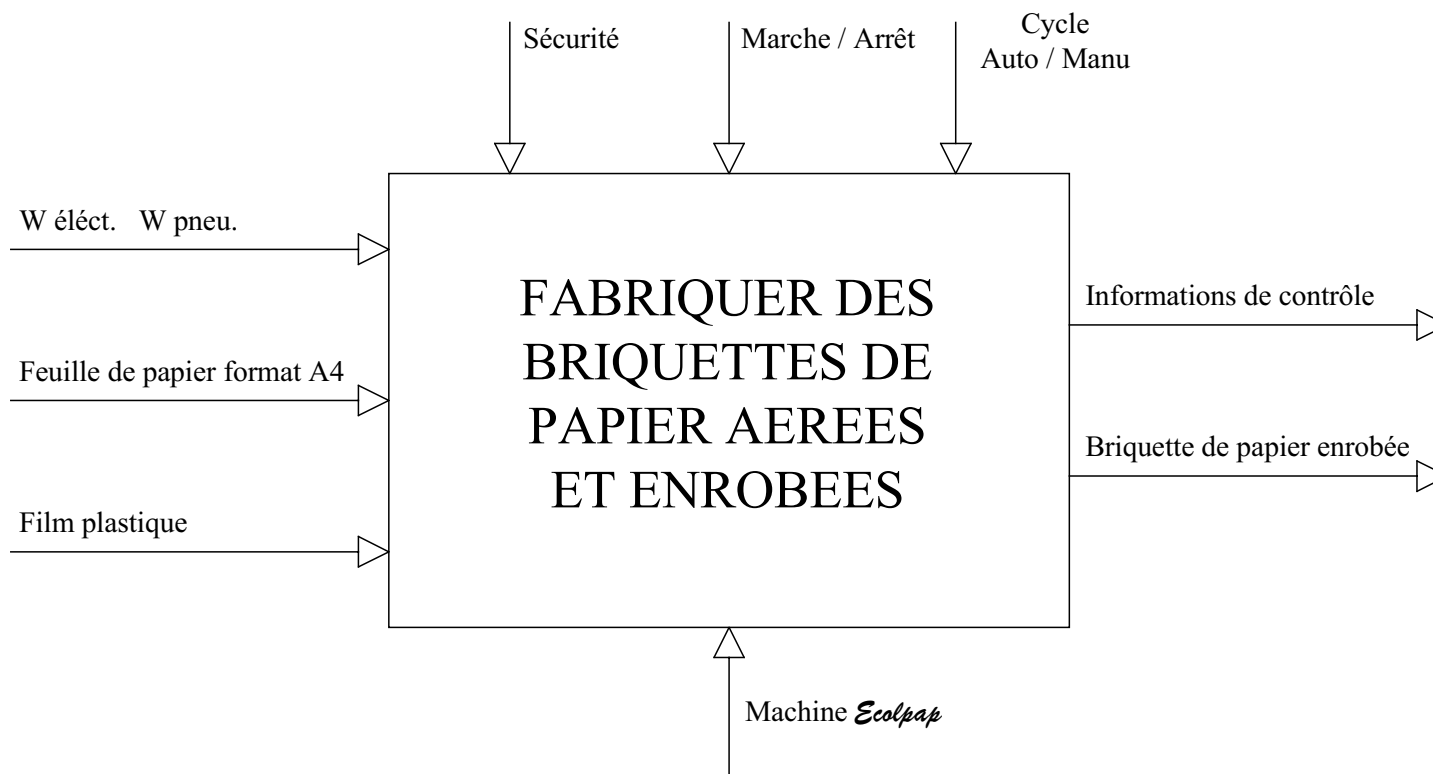 Sécurité
Marche / Arrêt
Cycle
Auto / Manu
W éléct. W pneu.
Feuille de papier format A4
Film plastique
FABRIQUER DES
BRIQUETTES DE
PAPIER AEREES
ET ENROBEES
Informations de contrôle
Briquette de papier enrobée
Machine Ecolpap